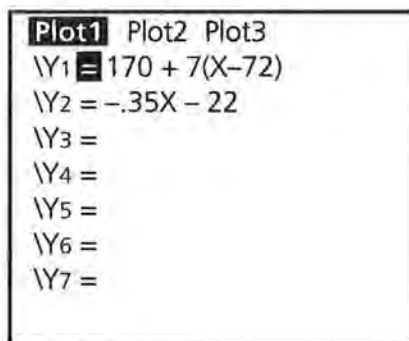 Plot1 Plot2 Plot3
\Y1 = 170 + 7(X–72)
\Y2 = –.35X – 22
\Y3 =
\Y4 =
\Y5 =
\Y6 =
\Y7 =